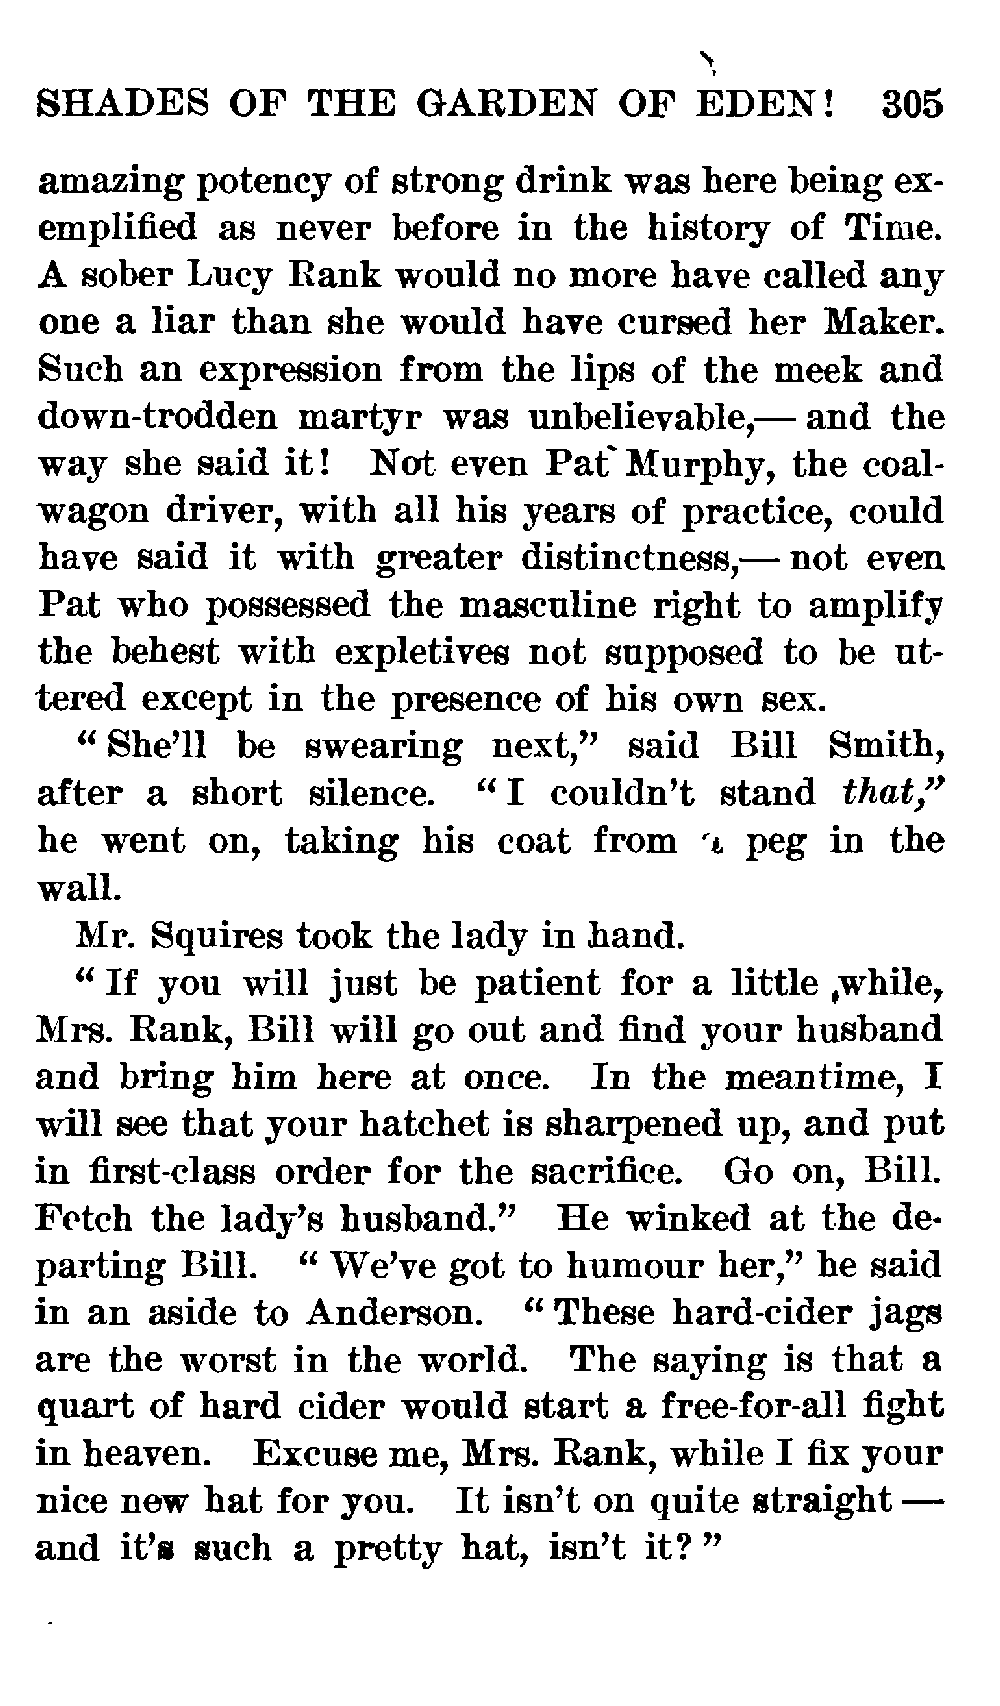 SHADES OF THE GARDEN OF EDEN! 305
amazing potency of strong drink was here being ex-
emplified as never before in the history of Time.
A sober Lucy Rank would no more have called any
one a liar than she would have cursed her Maker.
Such an expression from the lips of the meek and
down-trodden martyr was unbelievable,— and the
way she said it! Not even Pat Murphy, the coal-
wagon driver, with all his years of practice, could
have said it with greater distinctness,— not even
Pat who possessed the masculine right to amplify
the behest with expletives not supposed to be ut-
tered except in the presence of his own sex.
“ She’ll be swearing next,” said Bill Smith,
after a short silence. “ I couldn’t stand that,”
he went on, taking his coat from a peg in the
wall.
Mr. Squires took the lady in hand.
“ If you will just be patient for a little while,
Mrs. Rank, Bill will go out and find your husband
and bring him here at once. In the meantime, I
will see that your hatchet is sharpened up, and put
in first-class order for the sacrifice. Go on, Bill.
Fetch the lady’s husband.” He winked at the de-
parting Bill. “ We’ve got to humour her,” he said
in an aside to Anderson. “ These hard-cider jags
are the worst in the world. The saying is that a
quart of hard cider would start a free-for-all fight
in heaven. Excuse me, Mrs. Rank, while I fix your
nice new hat for you. It isn’t on quite straight —
and it’s such a pretty hat, isn’t it? ”